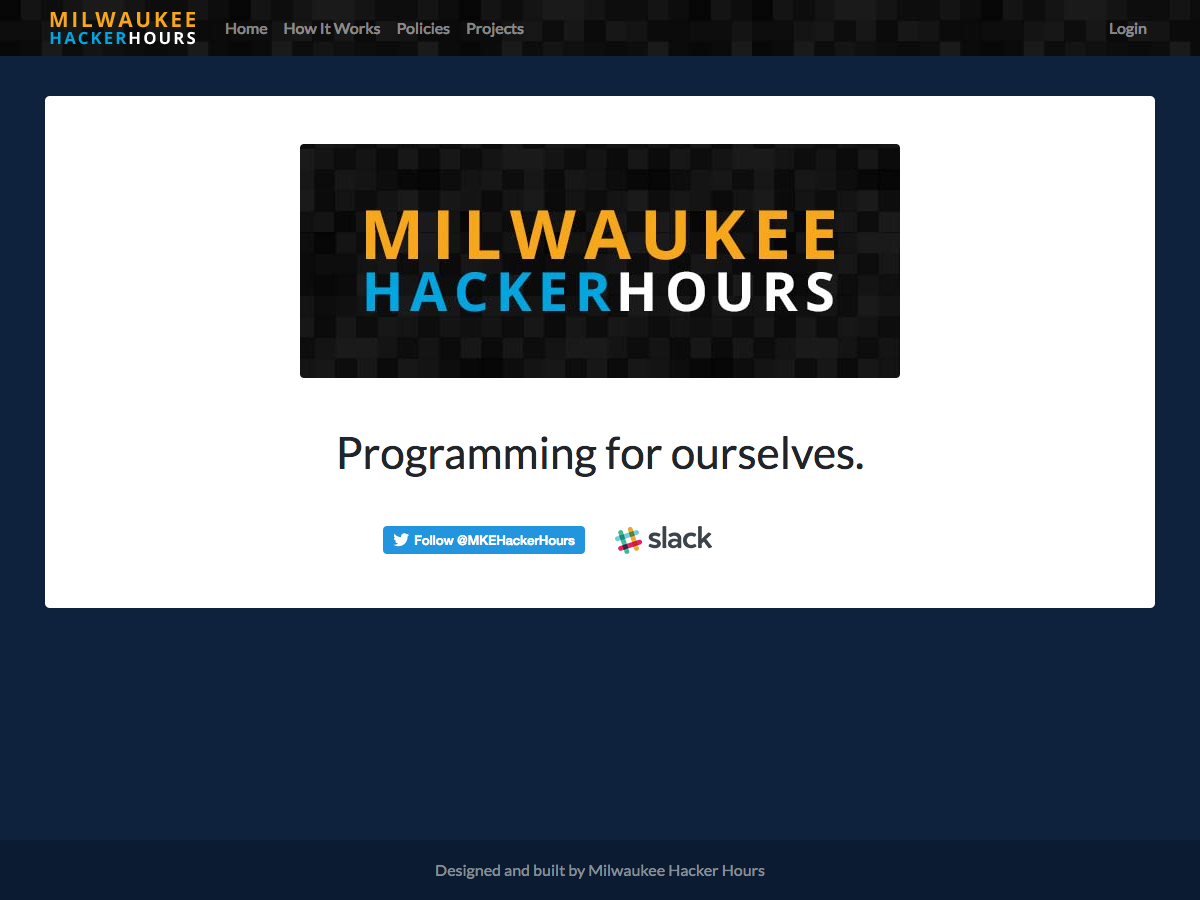 MILWAUKEE
HACKERHOURS
Home How It Works Policies Projects Login
MILWAUKEE
HACKERHOURS
Programming for ourselves.
Follow @MKEHackerHours slack
Designed and built by Milwaukee Hacker Hours